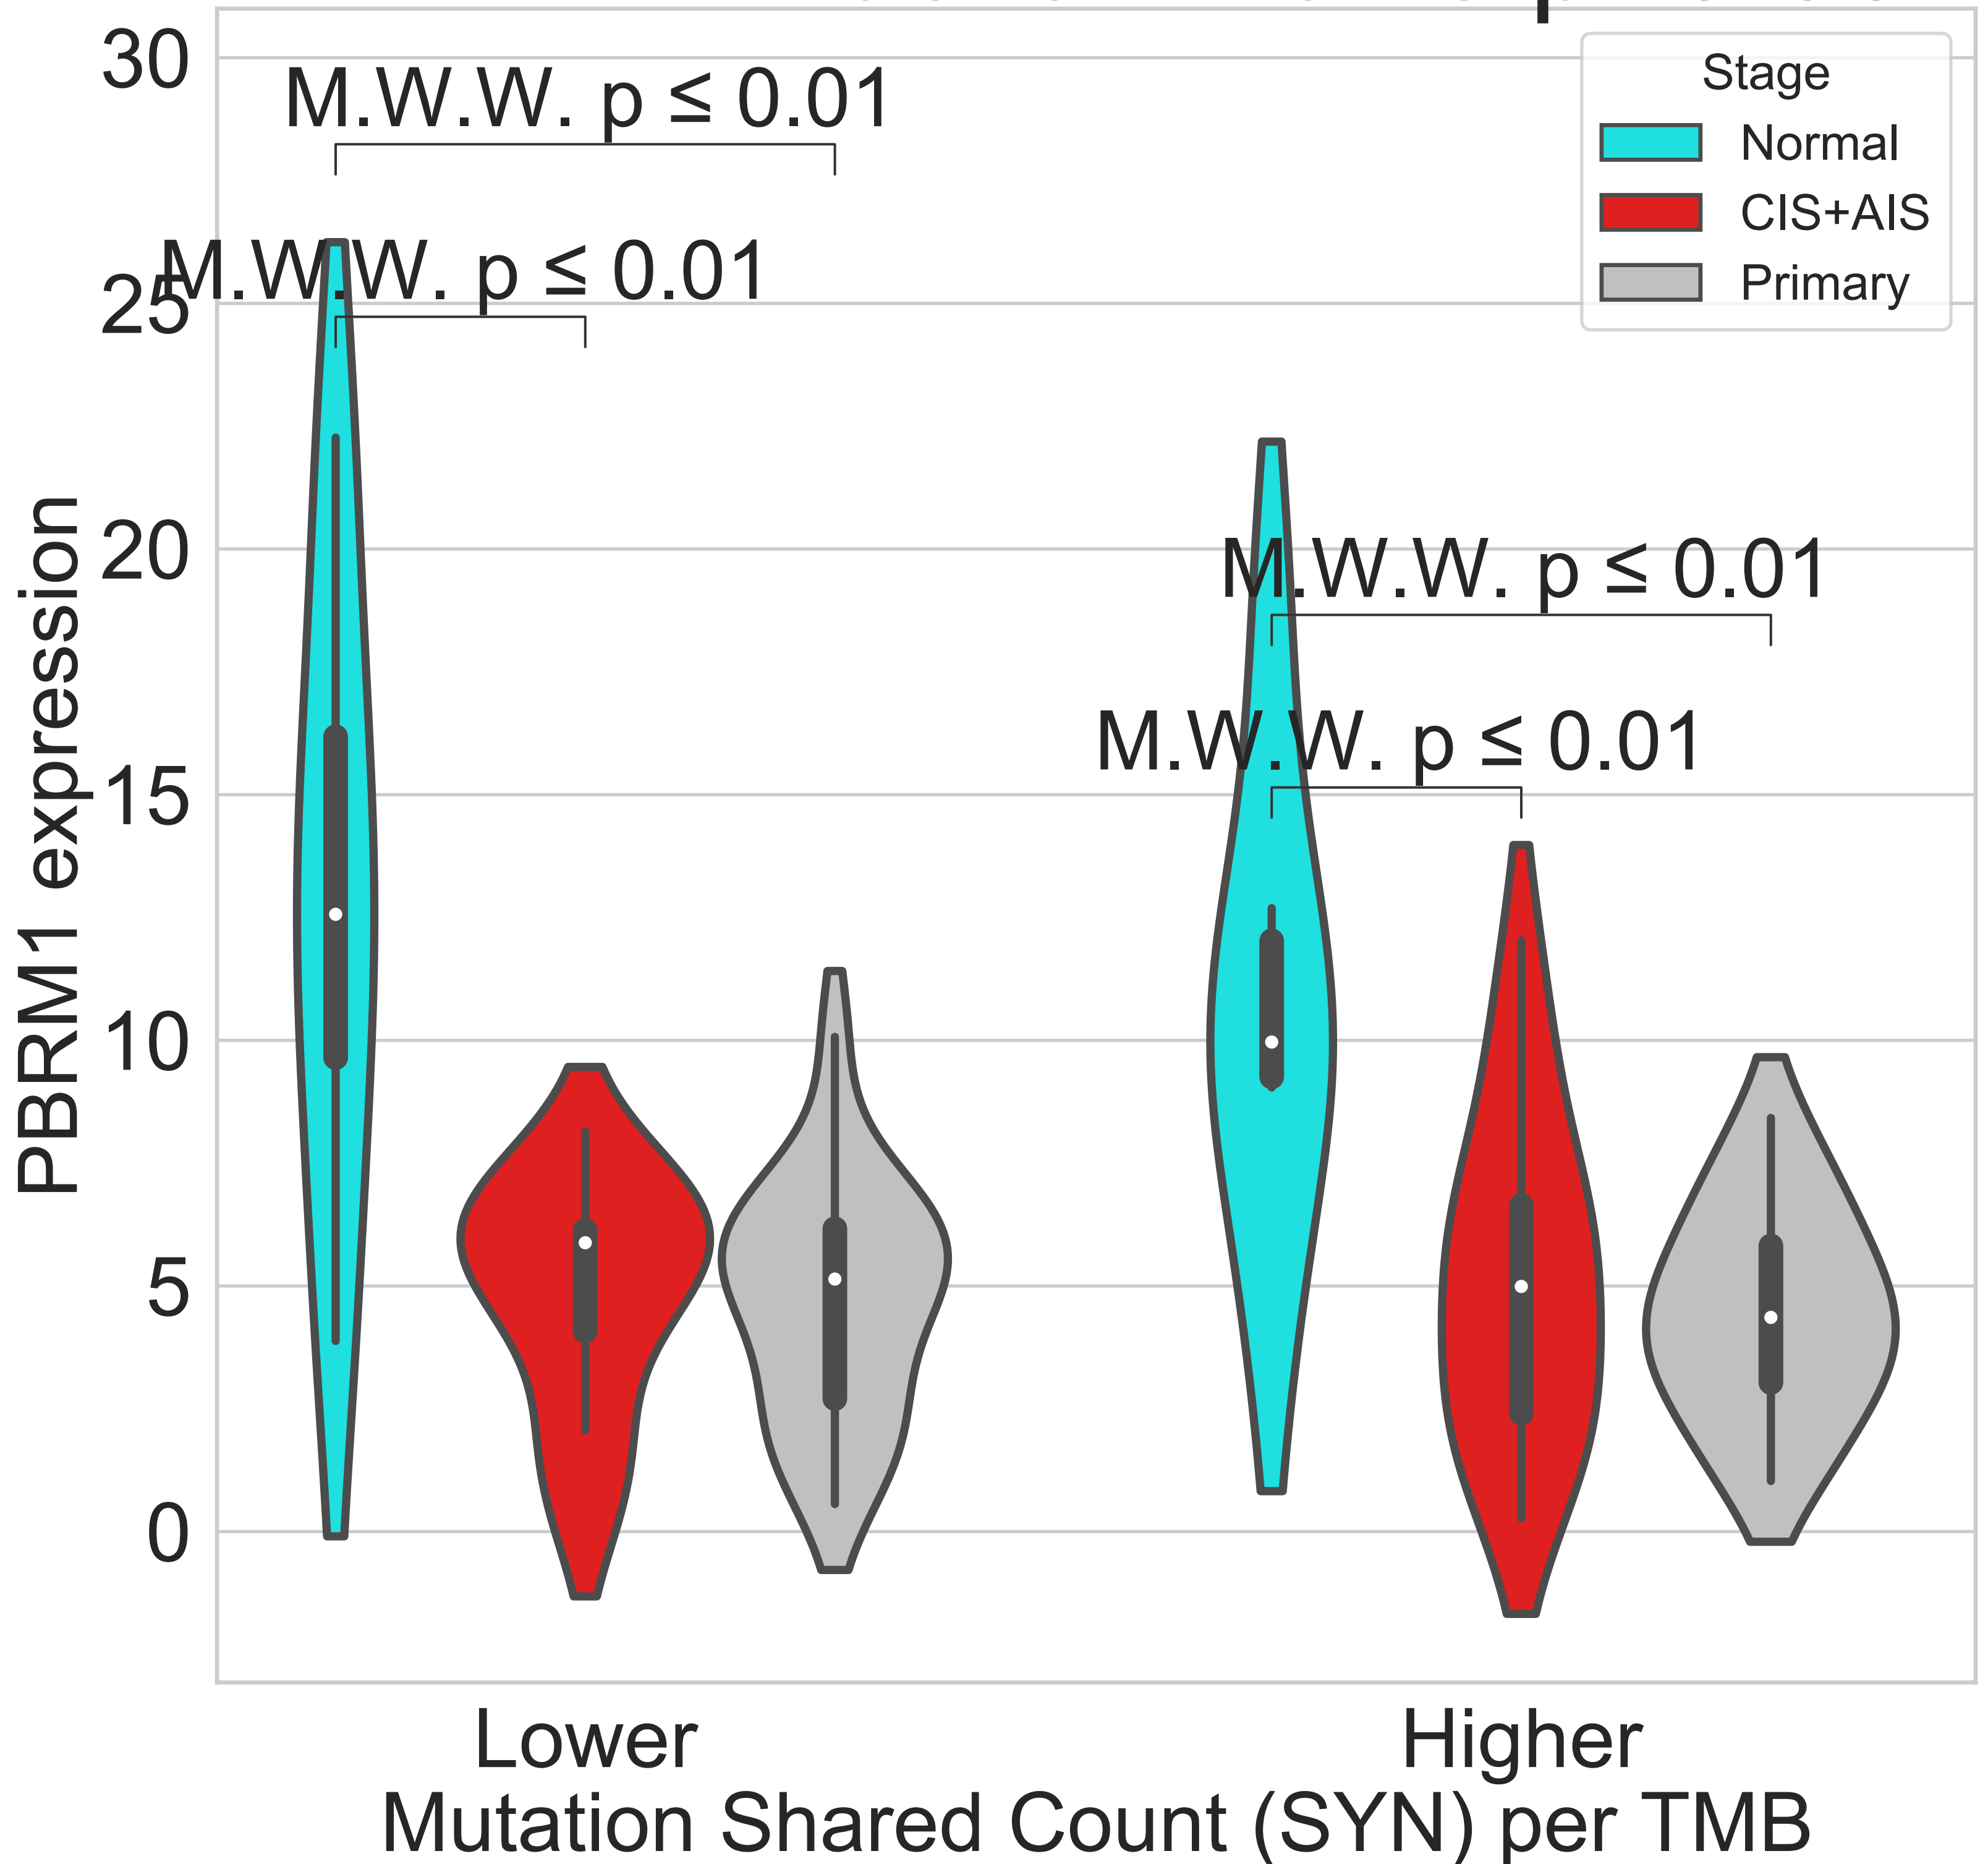 Stage
Normal
CIS+AIS
Primary
M.W.W. p ≤ 0.01
M.W.W. p ≤ 0.01
M.W.W. p ≤ 0.01
M.W.W. p ≤ 0.01
30
25
20
15
10
5
0
PBRM1 expression
Lower
Higher
Mutation Shared Count (SYN) per TMB